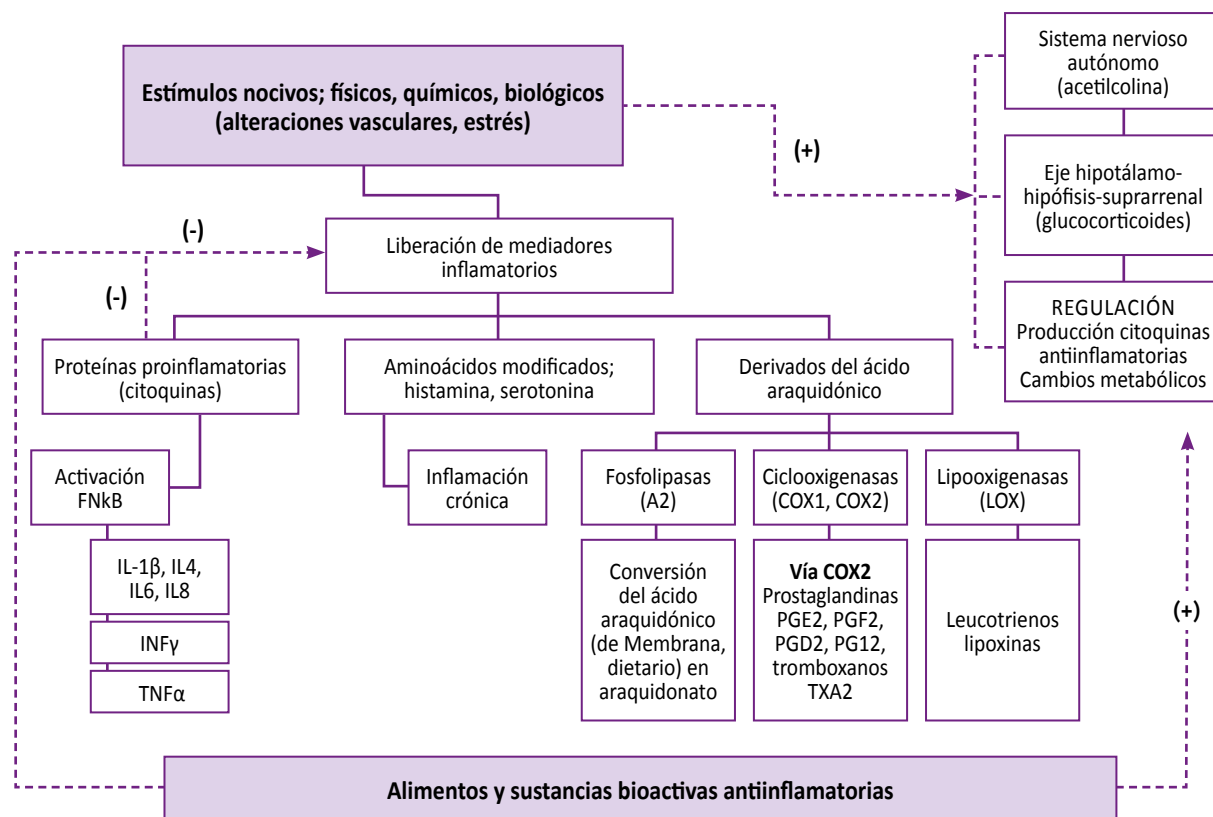 Estímulos nocivos; físicos, químicos, biológicos
(alteraciones vasculares, estrés)
(+)
Sistema nervioso
autónomo
(acetilcolina)
Eje hipotálamo-
hipófisis-suprarrenal
(glucocorticoides)
REGULACIÓN
Producción citoquinas
antiinflamatorias
Cambios metabólicos
(-)
(-)
Liberación de mediadores
inflamatorios
Proteínas proinflamatorias
(citoquinas)
Aminoácidos modificados;
histamina, serotonina
Derivados del ácido
araquidónico
Activación
FNkB
IL-1β, IL4,
IL6, IL8
INFγ
TNFα
Inflamación
crónica
Fosfolipasas
(A2)
Ciclooxigenasas
(COX1, COX2)
Lipooxigenasas
(LOX)
Conversión
del ácido
araquidónico
(de Membrana,
dietario) en
araquidonato
Vía COX2
Prostaglandinas
PGE2, PGF2,
PGD2, PG12,
tromboxanos
TXA2
Leucotrienos
lipoxinas
(+)
Alimentos y sustancias bioactivas antiinflamatorias